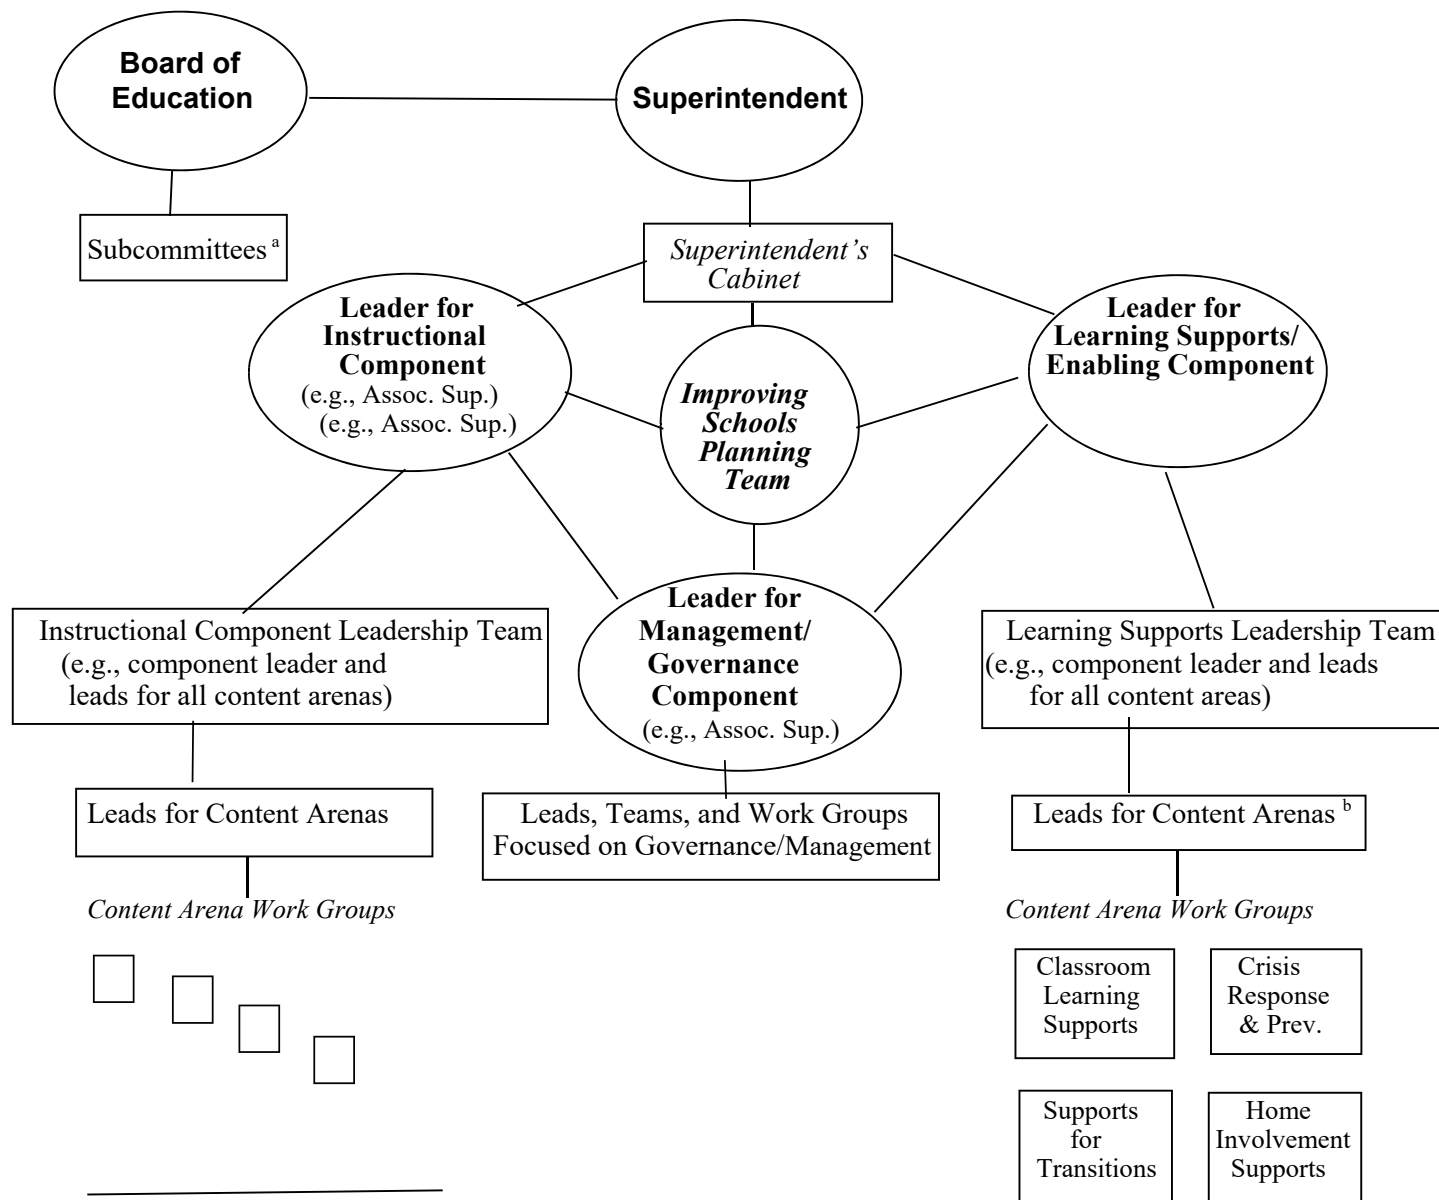 Board of
Education
Superintendent
Subcommittees a
Superintendent’s
Cabinet
Leader for
Instructional
Component
(e.g., Assoc. Sup.)
(e.g., Assoc. Sup.)
Leader for
Learning Supports/
Enabling Component
Improving
Schools
Planning
Team
Leader for
Management/
Governance
Component
(e.g., Assoc. Sup.)
Instructional Component Leadership Team
(e.g., component leader and
leads for all content arenas)
Learning Supports Leadership Team
(e.g., component leader and leads
for all content areas)
Leads for Content Arenas
Leads, Teams, and Work Groups
Focused on Governance/Management
Leads for Content Arenas b
Content Arena Work Groups
Content Arena Work Groups
Classroom
Learning
Supports
Crisis
Response
& Prev.
Supports
for
Transitions
Home
Involvement
Supports